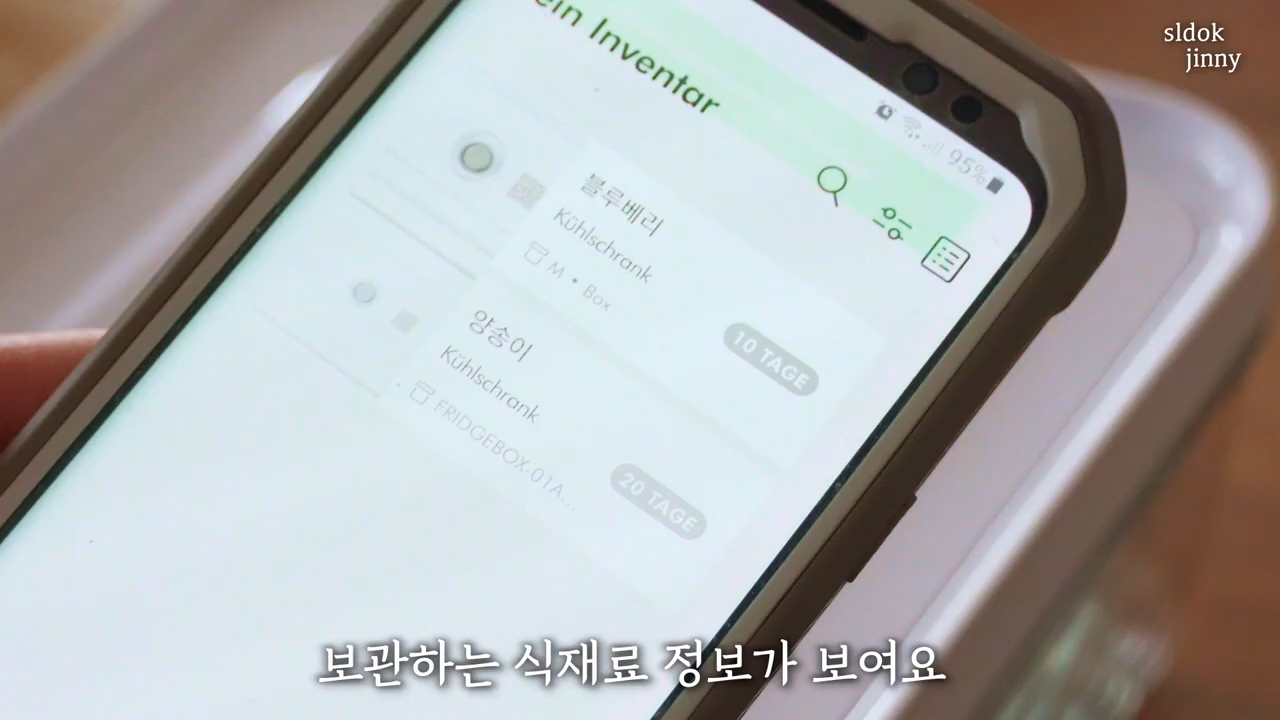 sldok
jinny
95%
ein Inventar
블루베리
Kühlschrank
M • Box
10 TAGE
양송이
Kühlschrank
FRIDGEBOX-01A...
20 TAGE
보관하는 식재료 정보가 보여요